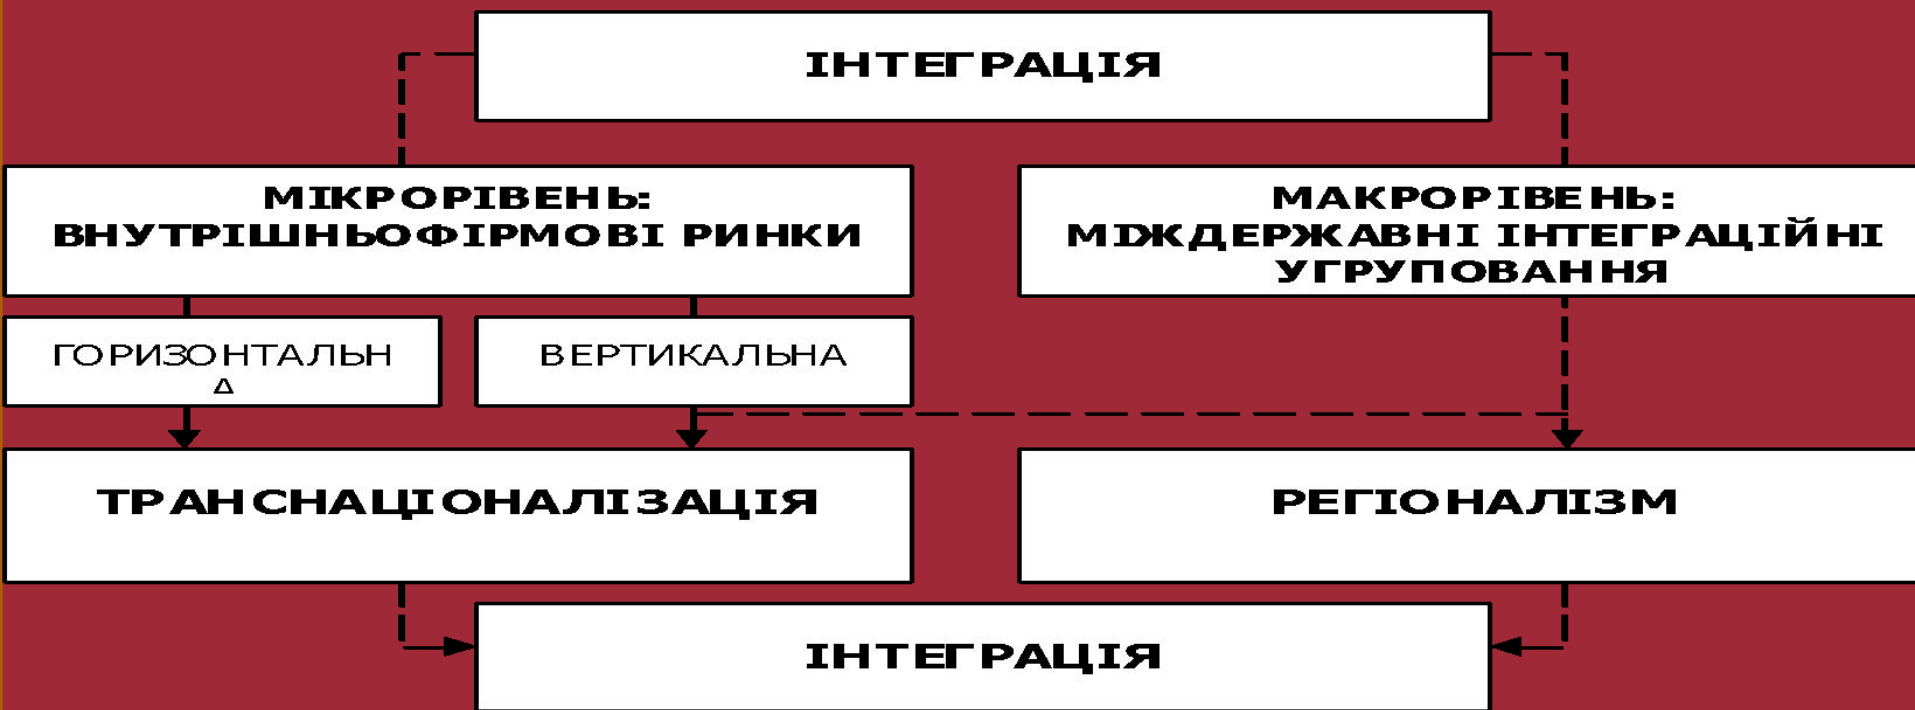 ІНТЕГРАЦІЯ
МІКРОРІВЕНЬ:
ВНУТРІШНЬОФІРМОВІ РИНКИ
МАКРОРІВЕНЬ:
МІЖДЕРЖАВНІ ІНТЕГРАЦІЙНІ
УГРУПОВАННЯ
ГОРИЗОНТАЛЬН
А
ВЕРТИКАЛЬНА
ТРАНСНАЦІОНАЛІЗАЦІЯ
РЕГІОНАЛІЗМ
ІНТЕГРАЦІЯ